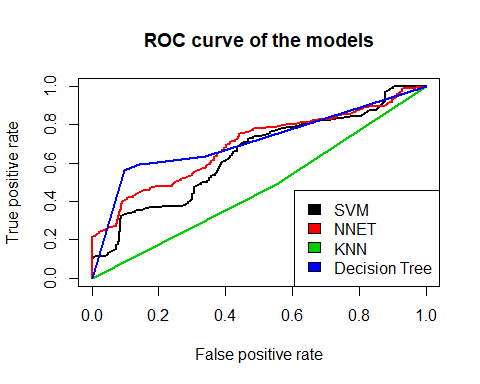 ROC curve of the models
True positive rate
1.0
0.8
0.6
0.4
0.2
0.0
SVM
NNET
KNN
Decision Tree
0.0 0.2 0.4 0.6 0.8 1.0
False positive rate